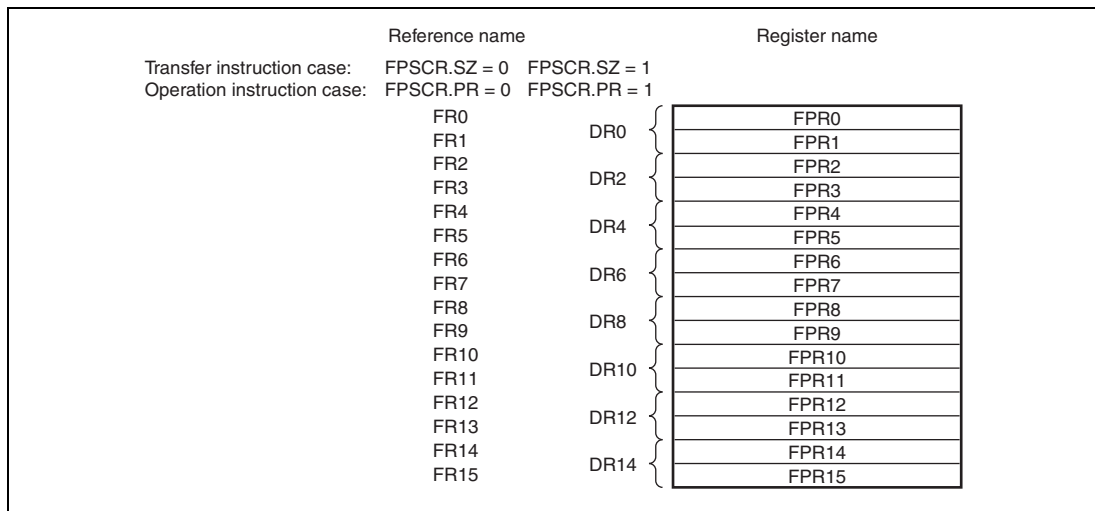 Reference name Register name
Transfer instruction case: FPSCR.SZ = 0 FPSCR.SZ = 1
Operation instruction case: FPSCR.PR = 0 FPSCR.PR = 1
FR0 FPR0
DR0
FR1 FPR1
FR2 FPR2
DR2
FR3 FPR3
FR4 FPR4
DR4
FR5 FPR5
FR6 FPR6
DR6
FR7 FPR7
FR8 FPR8
DR8
FR9 FPR9
FR10 FPR10
DR10
FR11 FPR11
FR12 FPR12
DR12
FR13 FPR13
FR14 FPR14
DR14
FR15 FPR15